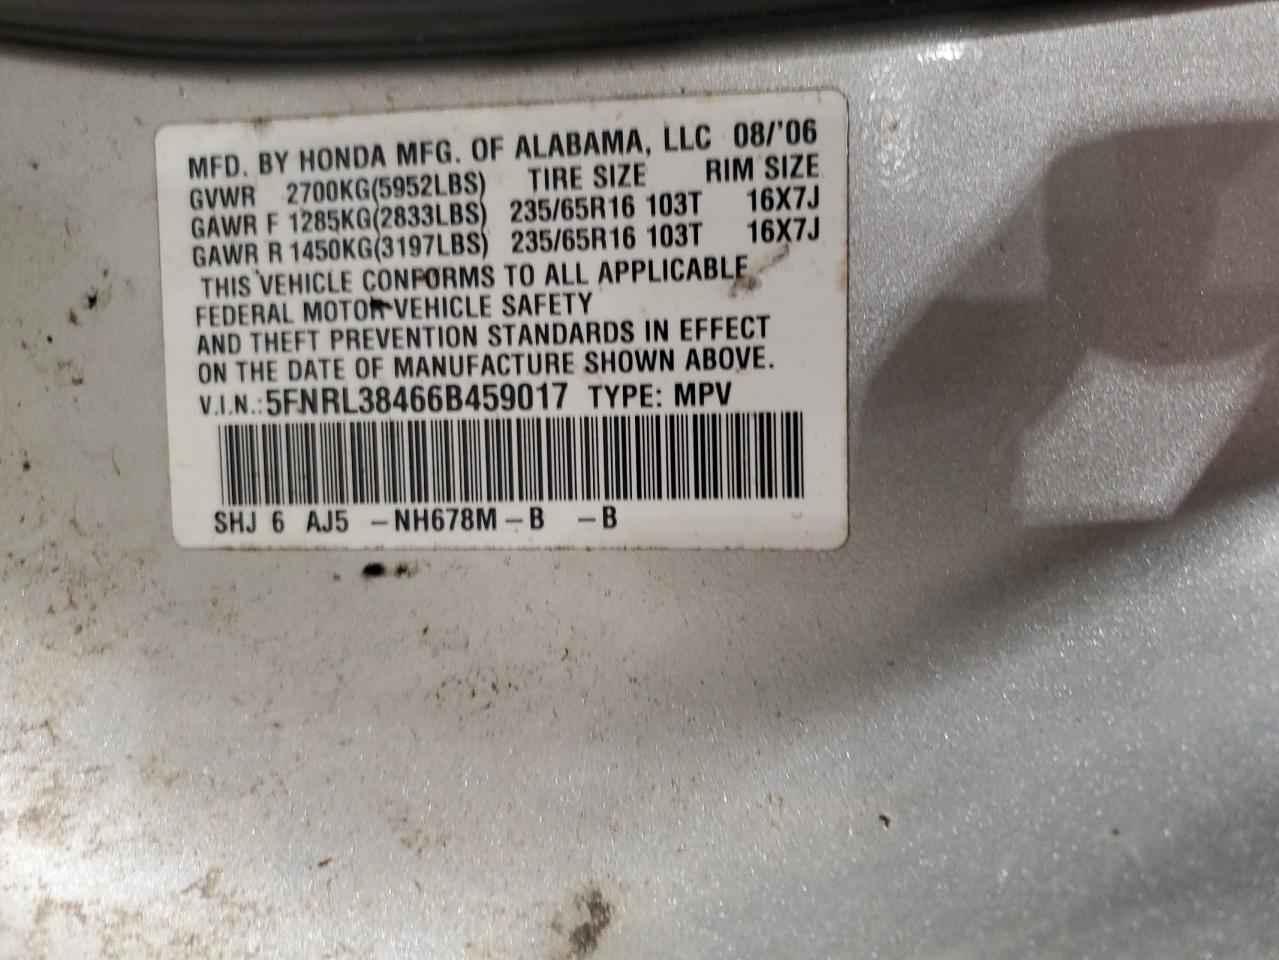 MFD. BY HONDA MFG. OF ALABAMA, LLC 08/'06
GVWR 2700KG(5952LBS) TIRE SIZE RIM SIZE
GAWR F 1285KG(2833LBS) 235/65R16 103T 16X7J
GAWR R 1450KG(3197LBS) 235/65R16 103T 16X7J
THIS VEHICLE CONFORMS TO ALL APPLICABLE
FEDERAL MOTOR VEHICLE SAFETY
AND THEFT PREVENTION STANDARDS IN EFFECT
ON THE DATE OF MANUFACTURE SHOWN ABOVE.
V.I.N.:5FNRL38466B459017 TYPE: MPV
SHJ 6 AJ5 -NH678M-B -B